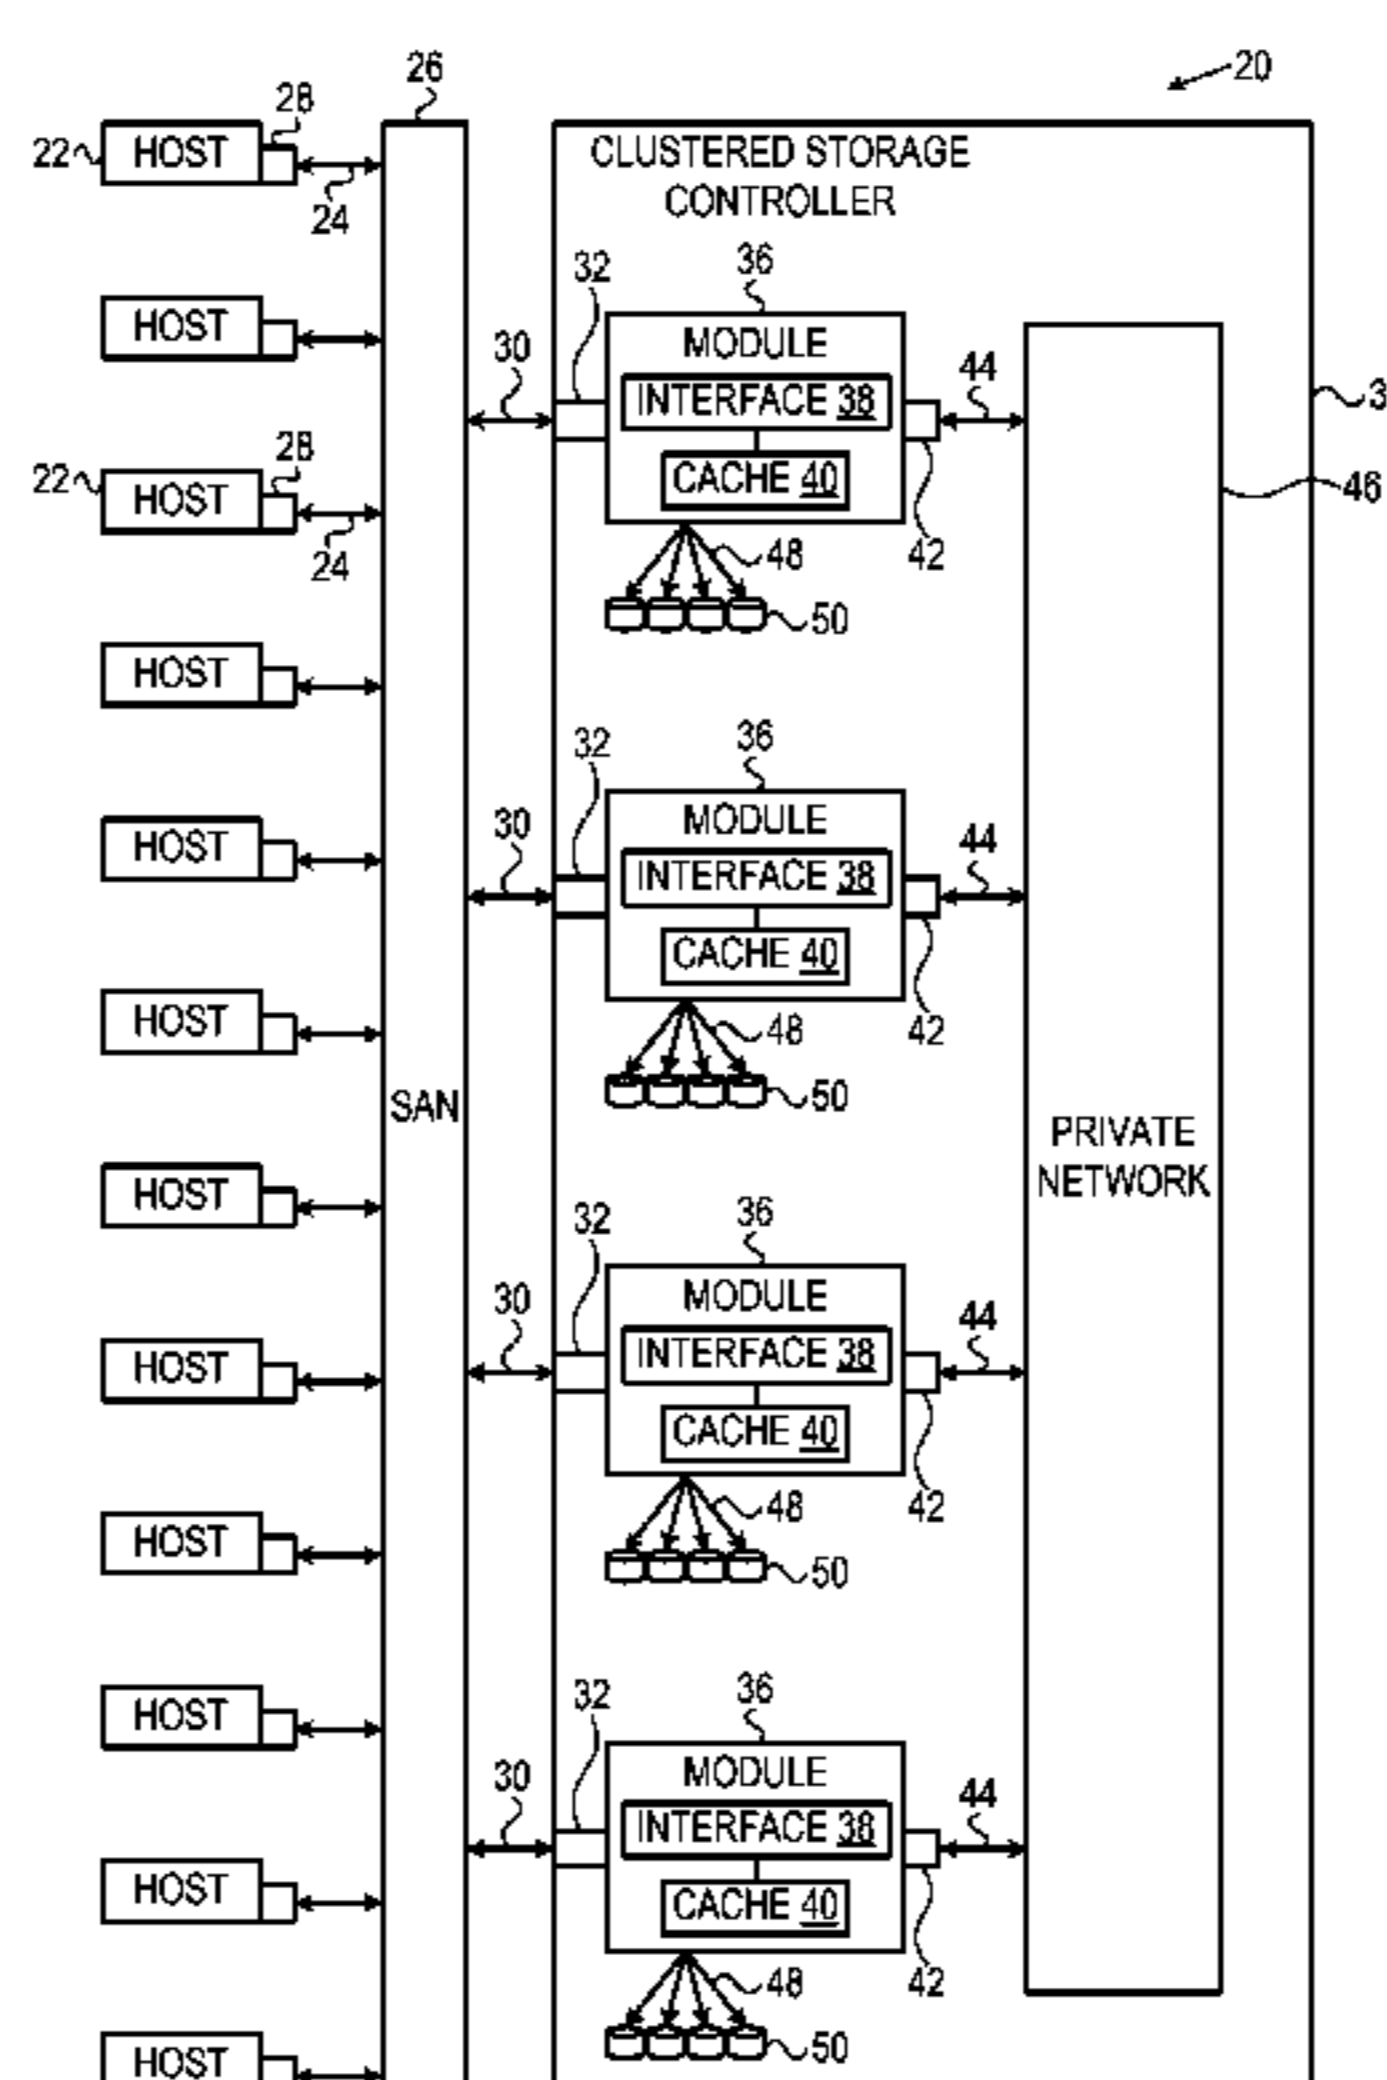 26
20
28
22
HOST
24
CLUSTERED STORAGE
CONTROLLER
32
36
HOST
MODULE
30
INTERFACE 38
44
3
28
22
HOST
CACHE 40
46
24
48
42
50
HOST
32
36
MODULE
30
44
HOST
INTERFACE 38
CACHE 40
HOST
48
42
50
SAN
PRIVATE
NETWORK
HOST
32
36
MODULE
30
44
HOST
INTERFACE 38
CACHE 40
48
42
HOST
50
32
36
HOST
MODULE
30
44
INTERFACE 38
HOST
CACHE 40
48
42
50
HOST